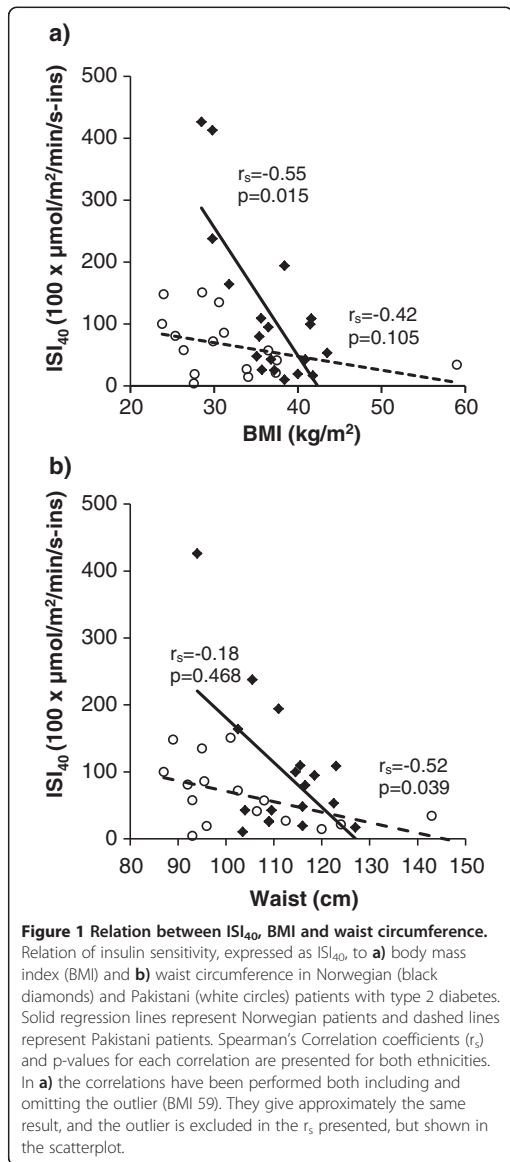 a)
500
400
300
200
100
0
ISI40 (100 x µmol/m²/min/s-ins)
rs=-0.55
p=0.015
rs=-0.42
p=0.105
20 30 40 50 60
BMI (kg/m²)
b)
500
400
300
200
100
0
ISI40 (100 x µmol/m²/min/s-ins)
rs=-0.18
p=0.468
rs=-0.52
p=0.039
80 90 100 110 120 130 140 150
Waist (cm)
Figure 1 Relation between ISI40, BMI and waist circumference.
Relation of insulin sensitivity, expressed as ISI40, to a) body mass
index (BMI) and b) waist circumference in Norwegian (black
diamonds) and Pakistani (white circles) patients with type 2 diabetes.
Solid regression lines represent Norwegian patients and dashed lines
represent Pakistani patients. Spearman's Correlation coefficients (rs)
and p-values for each correlation are presented for both ethnicities.
In a) the correlations have been performed both including and
omitting the outlier (BMI 59). They give approximately the same
result, and the outlier is excluded in the rs presented, but shown in
the scatterplot.